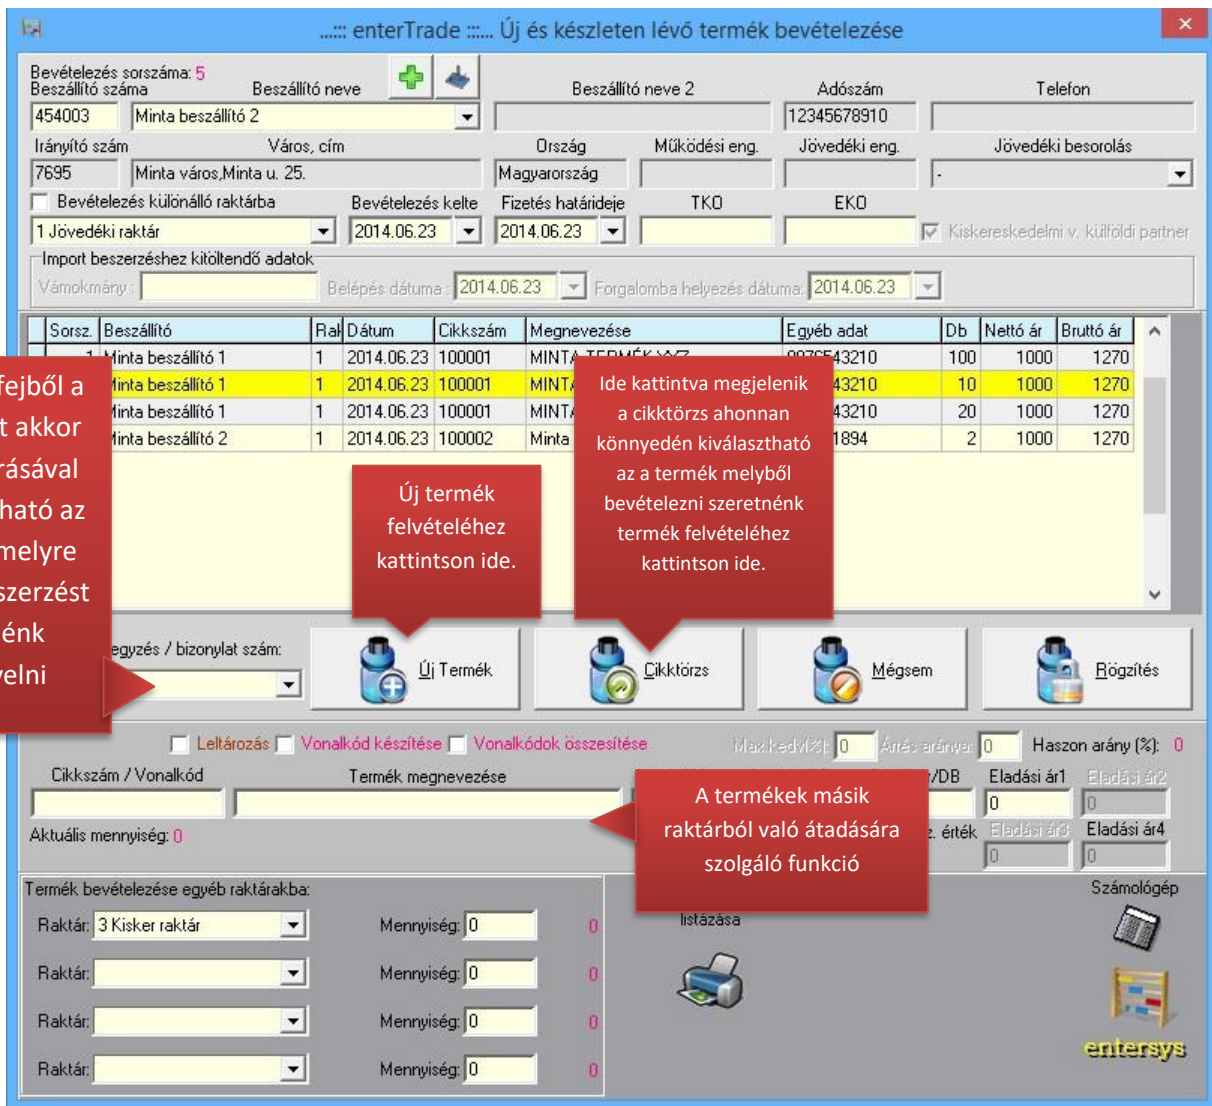 ...::: enterTrade :::... Új és készleten lévő termék bevételezése
Bevételezés sorszáma: 5
Beszállító száma Beszállító neve Beszállító neve 2 Adószám Telefon
454003 Minta beszállító 2 12345678910
Irányító szám Város, cím Ország Működési eng. Jövedéki eng. Jövedéki besorolás
7695 Minta város,Minta u. 25. Magyarország -
Bevételezés különálló raktárba Bevételezés kelte Fizetés határideje TKO EKO
1 Jövedéki raktár 2014.06.23 2014.06.23 Kiskereskedelmi v. külföldi partner
Import beszerzéshez kitöltendő adatok
Vámokmány : Belépés dátuma : 2014.06.23 Forgalomba helyezés dátuma: 2014.06.23
Sorsz. Beszállító Rak Dátum Cikkszám Megnevezése Egyéb adat Db Nettó ár Bruttó ár
1 Minta beszállító 1 1 2014.06.23 100001 MINTA TERMÉK XYZ 9876543210 100 1000 1270
Minta beszállító 1 1 2014.06.23 100001 MINTA 43210 10 1000 1270
Minta beszállító 1 1 2014.06.23 100001 MINTA 43210 20 1000 1270
Minta beszállító 2 1 2014.06.23 100002 Minta 1894 2 1000 1270
fejből a
t akkor
rásával
ható az
melyre
szerzést
énk
velni
Új termék
felvételéhez
kattintson ide.
Ide kattintva megjelenik
a cikktörzs ahonnan
könnyedén kiválasztható
az a termék melyből
bevételezni szeretnénk
termék felvételéhez
kattintson ide.
egyzés / bizonylat szám:
Új Termék Cikktörzs Mégsem Rögzítés
Leltározás Vonalkód készítése Vonalkódok összesítése Max.kedv(%): 0 Árrés aránya: 0 Haszon arány (%): 0
Cikkszám / Vonalkód Termék megnevezése /DB Eladási ár1 Eladási ár2
0 0
Aktuális mennyiség: 0 z. érték Eladási ár3 Eladási ár4
0 0
A termékek másik
raktárból való átadására
szolgáló funkció
Termék bevételezése egyéb raktárakba: Számológép
Raktár: 3 Kisker raktár Mennyiség: 0 0 listázása
Raktár: Mennyiség: 0 0
Raktár: Mennyiség: 0 0
entersys
Raktár: Mennyiség: 0 0